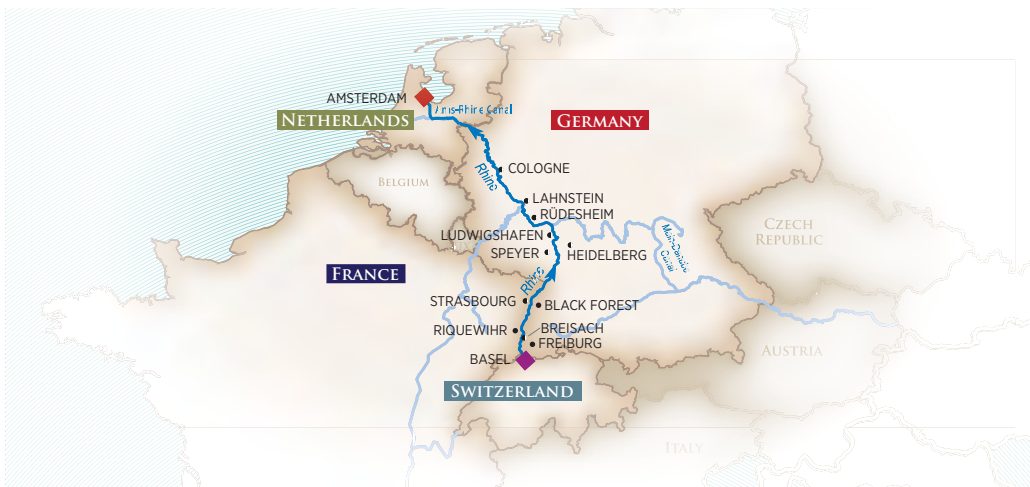 AMSTERDAM
Ams-Rhine Canal
NETHERLANDS
GERMANY
COLOGNE
Rhine
BELGIUM
LAHNSTEIN
RÜDESHEIM
LUDWIGSHAFEN
SPEYER
HEIDELBERG
Main-Danube
Canal
CZECH
REPUBLIC
FRANCE
Rhine
STRASBOURG
BLACK FOREST
RIQUEWIHR
BREISACH
FREIBURG
BASEL
AUSTRIA
SWITZERLAND
ITALY